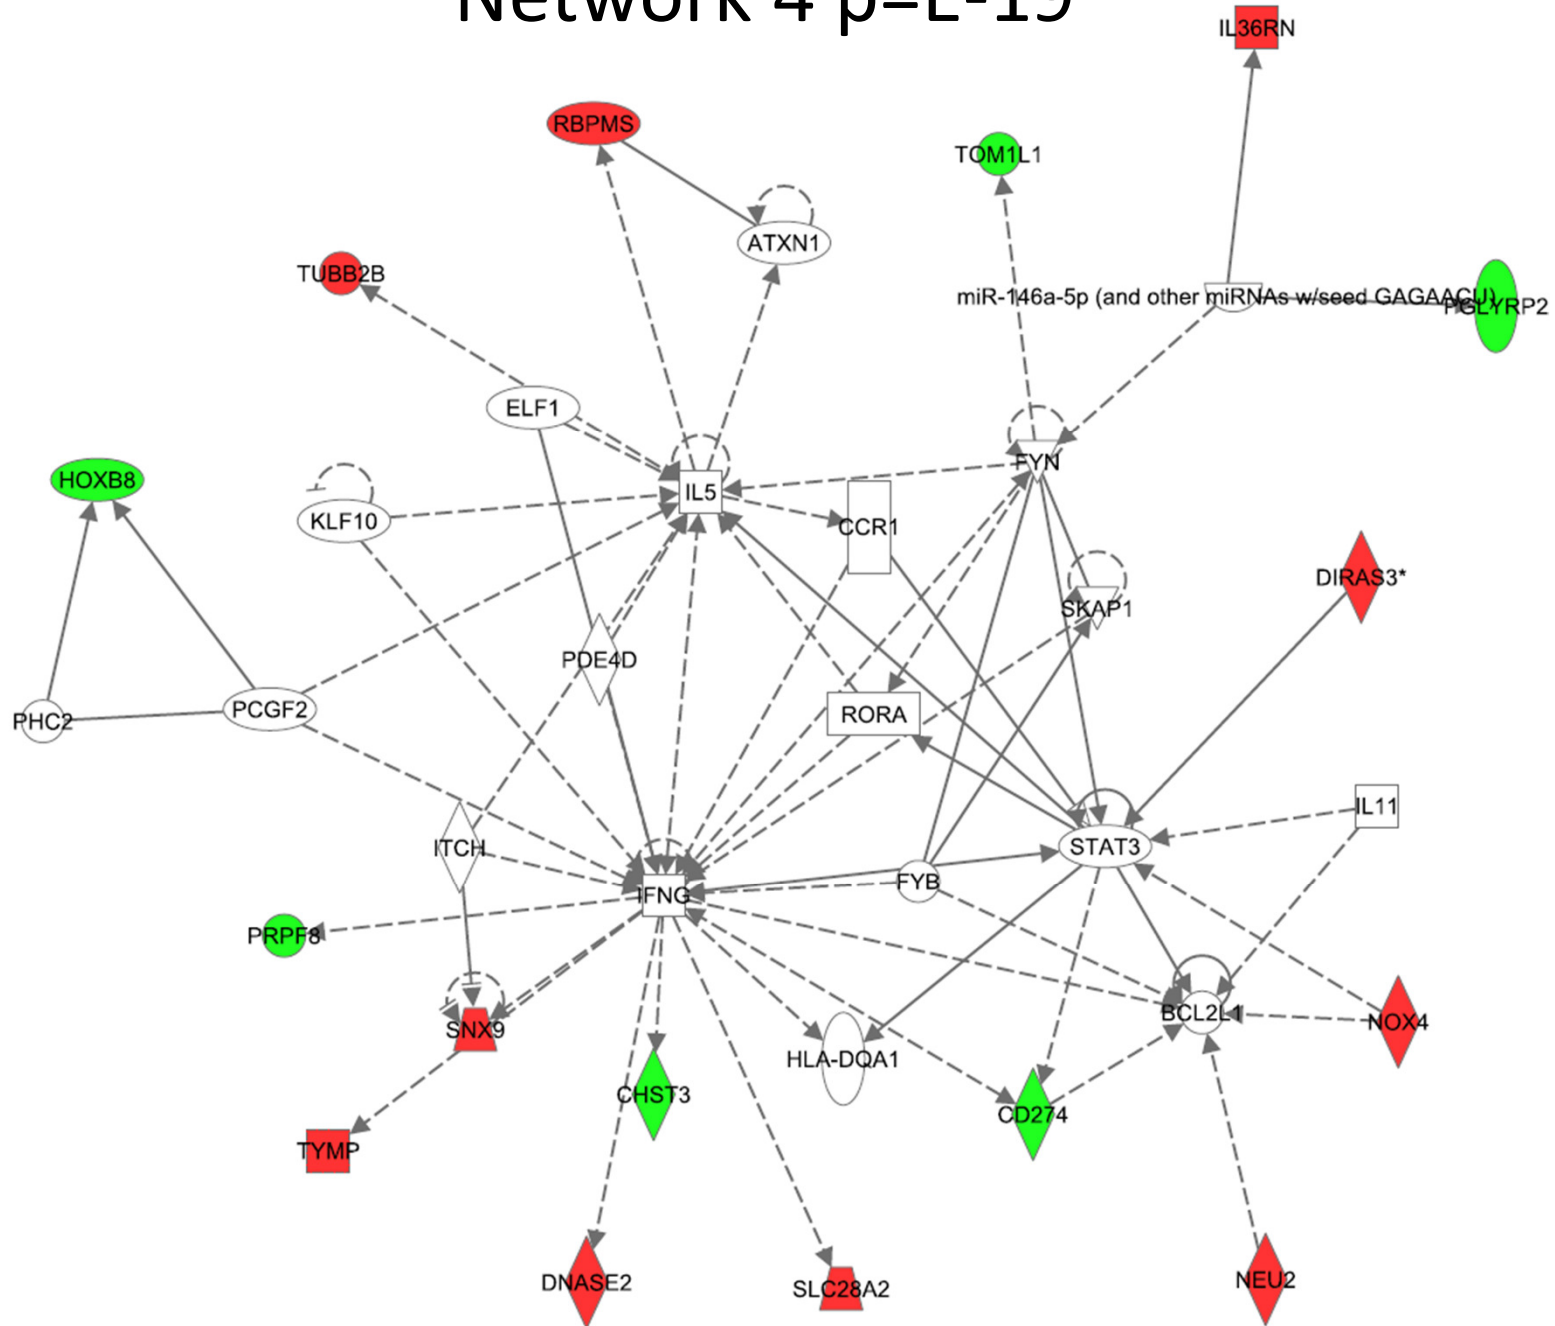 Network 4 p=E-19
IL36RN
RBPMS
TOM1L1
ATXN1
TUBB2B
miR-146a-5p (and other miRNAs w/seed GAGAACU)
PGLYRP2
ELF1
FYN
HOXB8
IL5
KLF10
CCR1
DIRAS3*
SKAP1
PDE4D
PCGF2
RORA
PHC2
IL11
ITCH
STAT3
FYB
IFNG
PRPF8
BCL2L1
NOX4
SNX9
HLA-DQA1
CHST3
CD274
TYMP
DNASE2
SLC28A2
NEU2